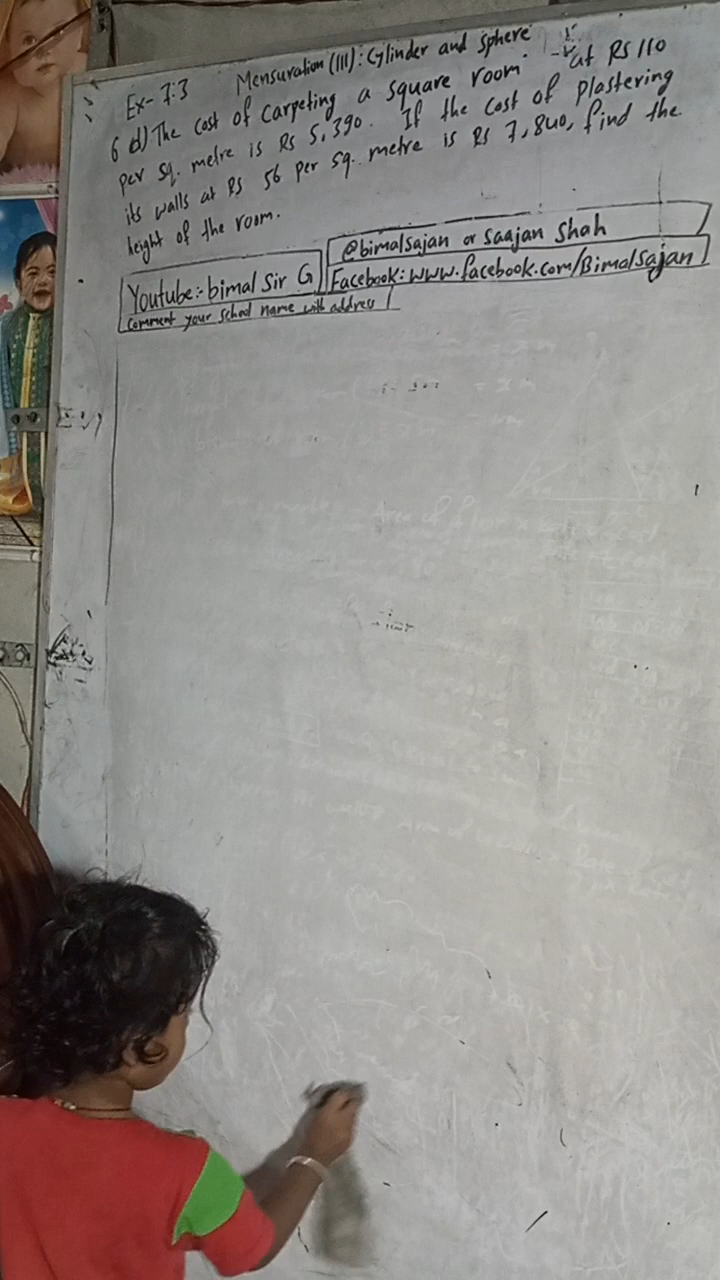 Ex- 7.3 Mensuration (III): Cylinder and sphere
6 d) The cost of carpeting a square room at RS 110
per sq. metre is Rs 5,390. If the cost of plastering
its walls at RS 56 per sq. metre is Rs 7,840, find the
height of the room.
@bimalsajan or saajan shah
Youtube:- bimal Sir G
Facebook: www.facebook.com/Bimalsajan
comment your school name with address